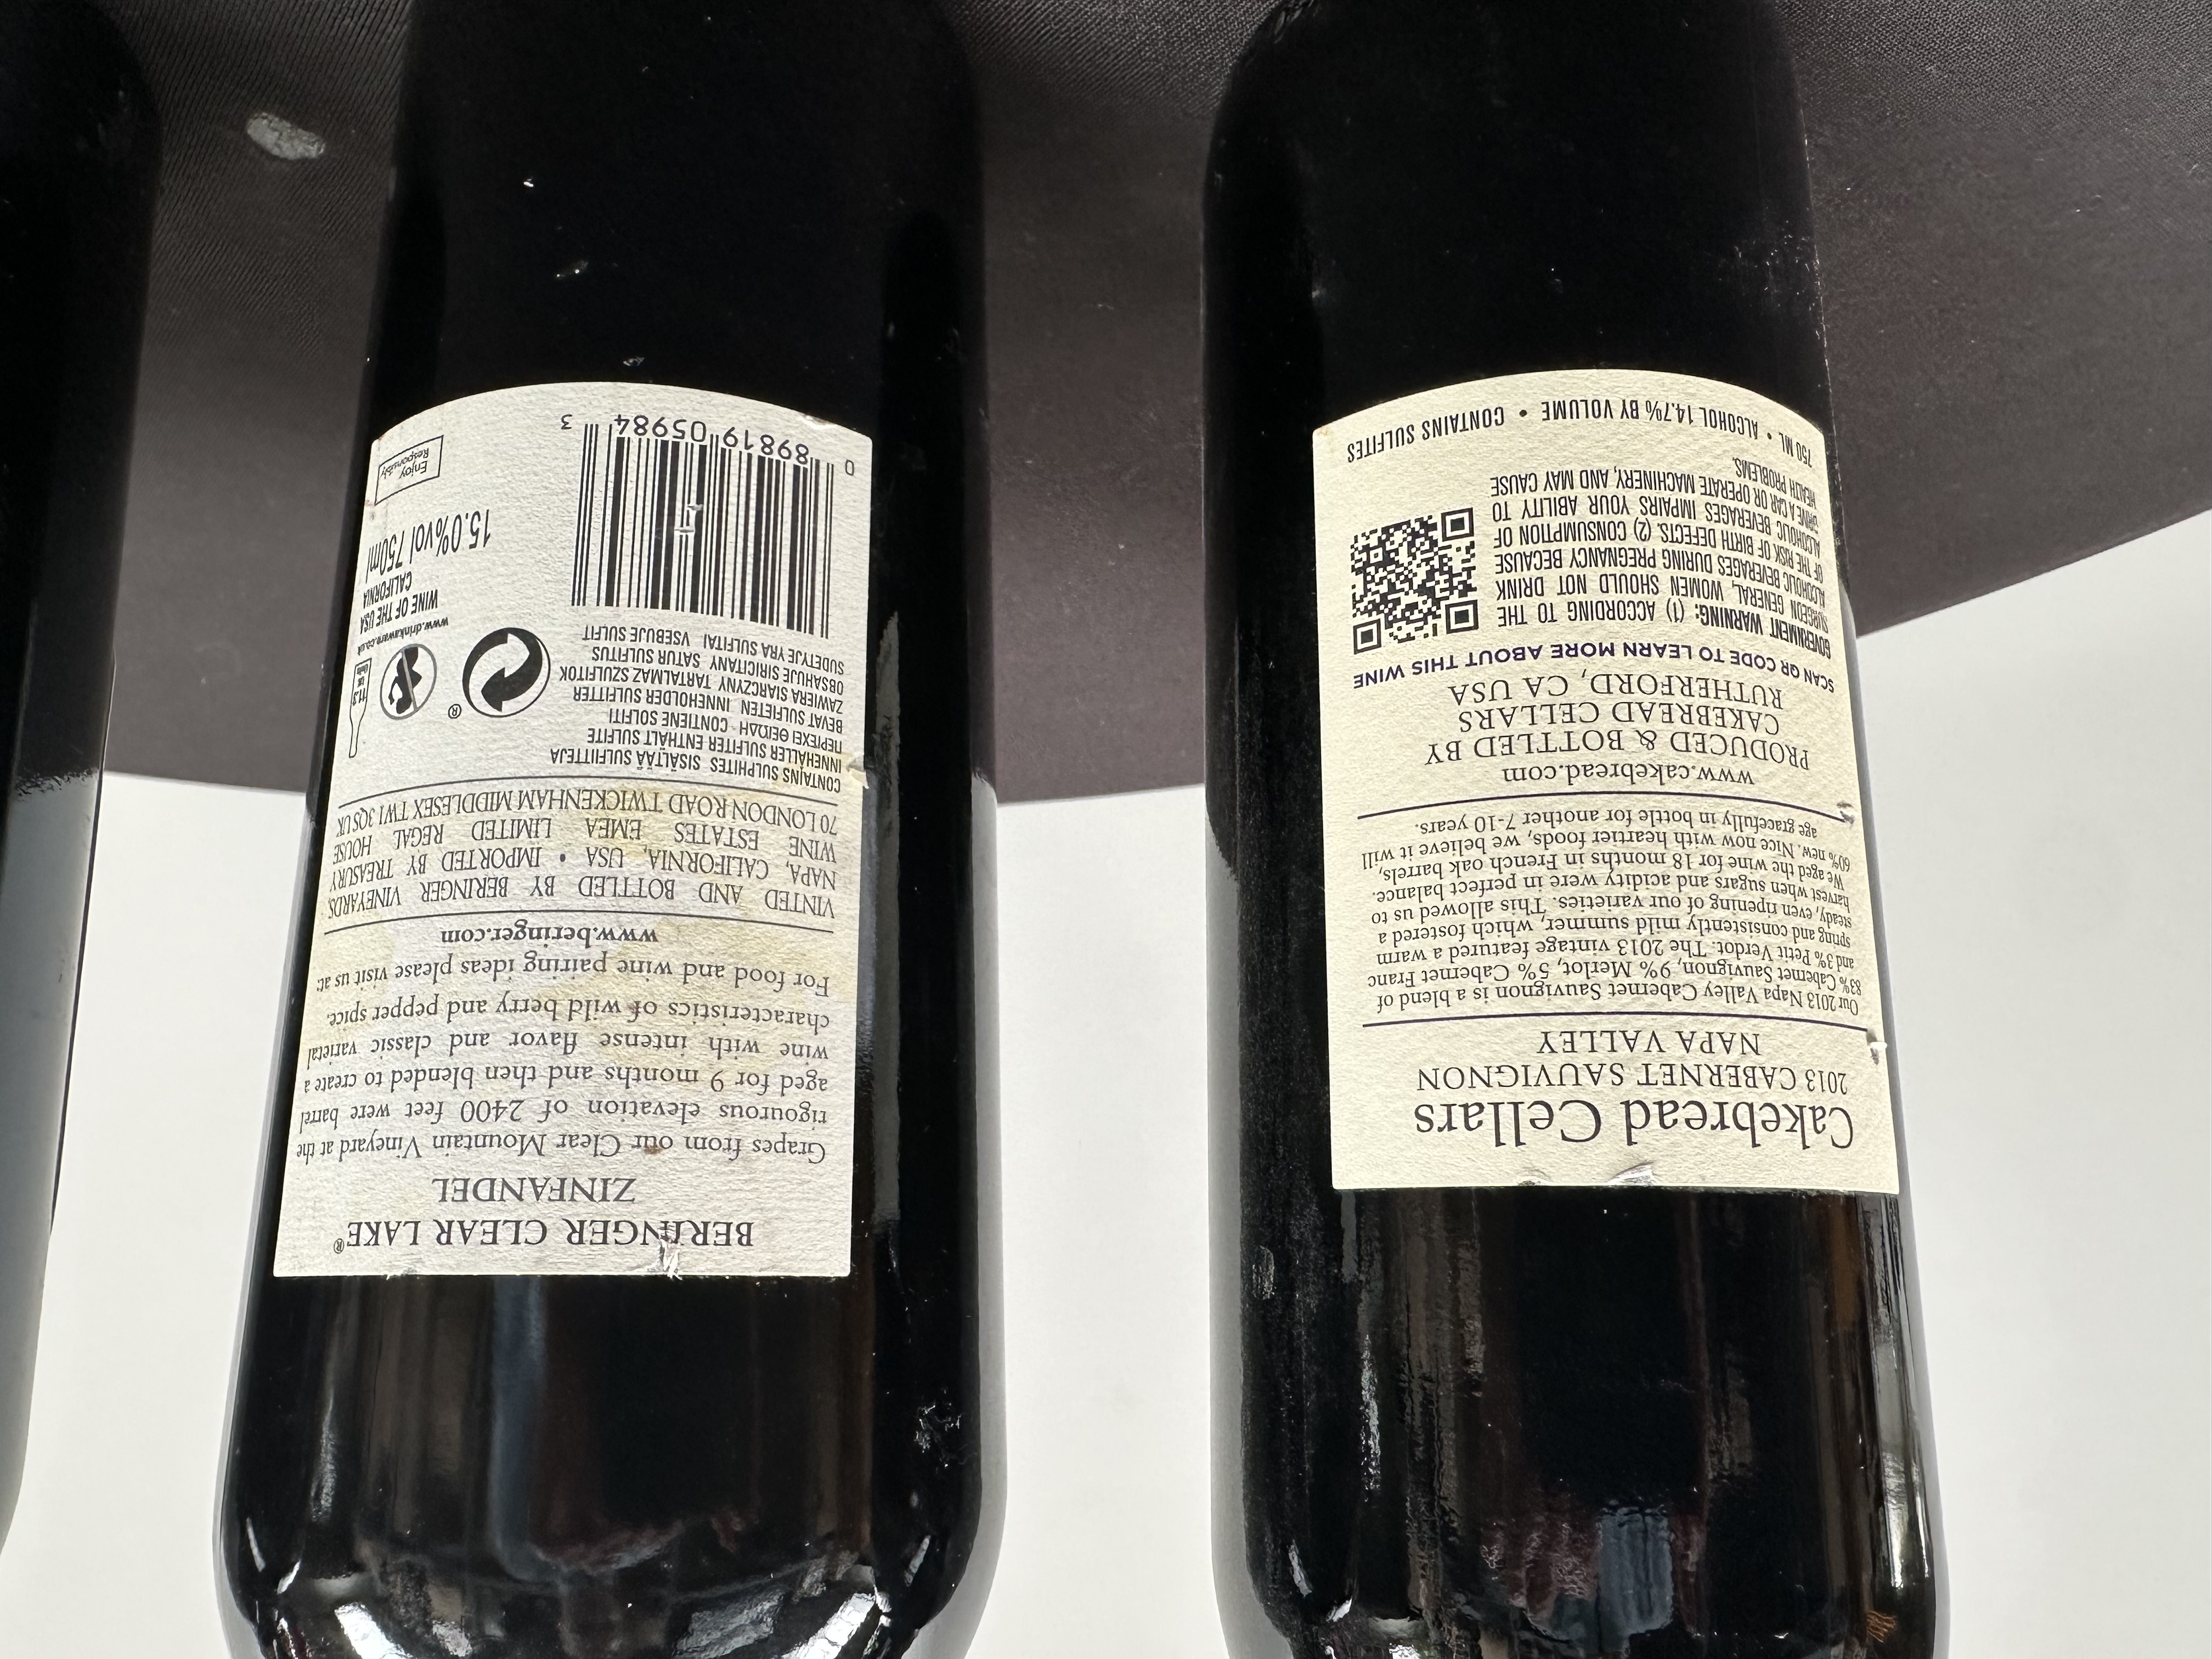 BERINGER CLEAR LAKE®
ZINFANDEL
Grapes from our Clear Mountain Vineyard at the
rigourous elevation of 2400 feet were barrel
aged for 9 months and then blended to create a
wine with intense flavor and classic varietal
characteristics of wild berry and pepper spice.
For food and wine pairing ideas please visit us at:
www.beringer.com
VINTED AND BOTTLED BY BERINGER VINEYARDS
NAPA, CALIFORNIA, USA • IMPORTED BY TREASURY
WINE ESTATES EMEA LIMITED REGAL HOUSE
70 LONDON ROAD TWICKENHAM MIDDLESEX TW1 3QS UK
CONTAINS SULPHITES SISÄLTÄÄ SULFIITTEJA
INNEHÅLLER SULFITER ENTHÄLT SULFITE
ΠΕΡΙΕΧΕΙ ΘΕΙΩΔΗ CONTIENE SOLFITI
BEVAT SULFIETEN INNEHOLDER SULFITTER
ZAWIERA SIARCZYNY TARTALMAZ SZULFITOK
OBSAHUJE SIRICITANY SATUR SULFITUS
SUDETYJE YRA SULFITAI VSEBUJE SULFIT
®
www.drinkaware.co.uk
WINE OF THE USA
CALIFORNIA
15.0%vol 750ml
Enjoy
Responsibly
0 89819 05984 3
Cakebread Cellars
2013 CABERNET SAUVIGNON
NAPA VALLEY
Our 2013 Napa Valley Cabernet Sauvignon is a blend of
83% Cabernet Sauvignon, 9% Merlot, 5% Cabernet Franc
and 3% Petit Verdot. The 2013 vintage featured a warm
spring and consistently mild summer, which fostered a
steady, even ripening of our varieties. This allowed us to
harvest when sugars and acidity were in perfect balance.
We aged the wine for 18 months in French oak barrels,
60% new. Nice now with heartier foods, we believe it will
age gracefully in bottle for another 7-10 years.
www.cakebread.com
PRODUCED & BOTTLED BY
CAKEBREAD CELLARS
RUTHERFORD, CA USA
SCAN QR CODE TO LEARN MORE ABOUT THIS WINE
GOVERNMENT WARNING: (1) ACCORDING TO THE
SURGEON GENERAL, WOMEN SHOULD NOT DRINK
ALCOHOLIC BEVERAGES DURING PREGNANCY BECAUSE
OF THE RISK OF BIRTH DEFECTS. (2) CONSUMPTION OF
ALCOHOLIC BEVERAGES IMPAIRS YOUR ABILITY TO
DRIVE A CAR OR OPERATE MACHINERY, AND MAY CAUSE
HEALTH PROBLEMS.
750 ML • ALCOHOL 14.7% BY VOLUME • CONTAINS SULFITES